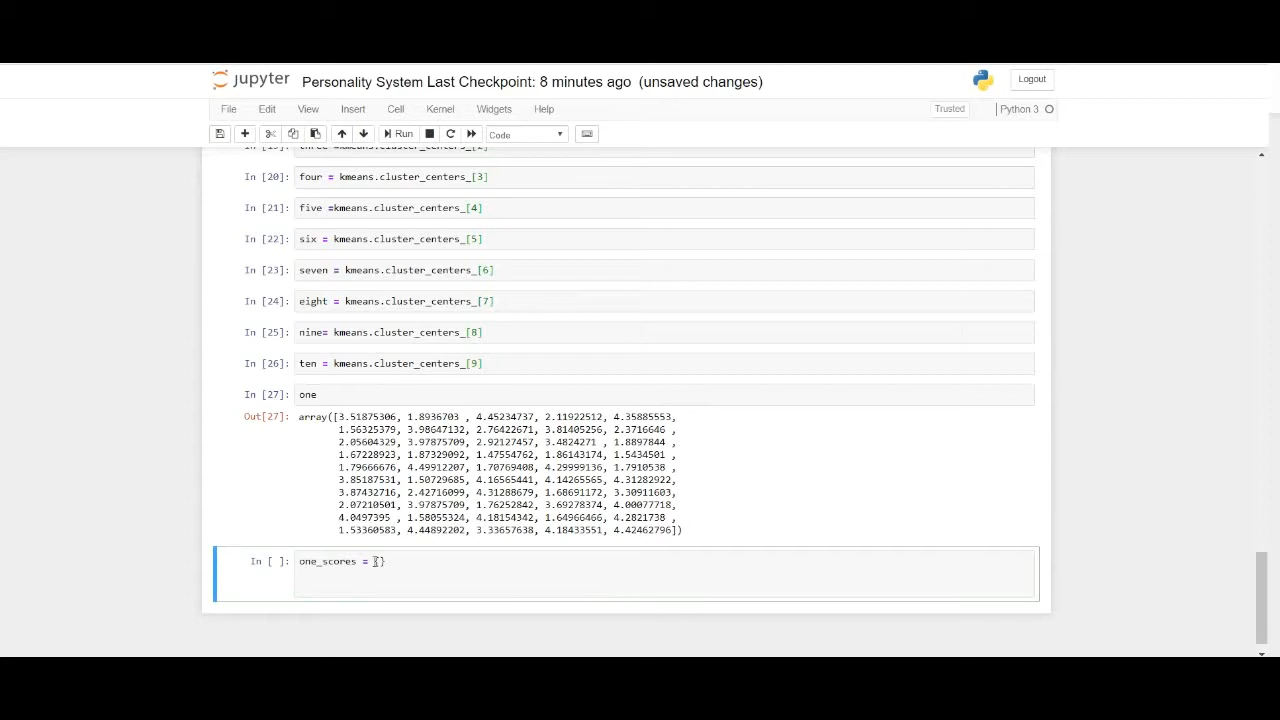 jupyter Personality System Last Checkpoint: 8 minutes ago (unsaved changes) Logout
File Edit View Insert Cell Kernel Widgets Help Trusted Python 3
Run Code
In [19]: three =kmeans.cluster_centers_[2]
In [20]: four = kmeans.cluster_centers_[3]
In [21]: five =kmeans.cluster_centers_[4]
In [22]: six = kmeans.cluster_centers_[5]
In [23]: seven = kmeans.cluster_centers_[6]
In [24]: eight = kmeans.cluster_centers_[7]
In [25]: nine= kmeans.cluster_centers_[8]
In [26]: ten = kmeans.cluster_centers_[9]
In [27]: one
Out[27]: array([3.51875306, 1.8936703 , 4.45234737, 2.11922512, 4.35885553,
1.56325379, 3.98647132, 2.76422671, 3.81405256, 2.3716646 ,
2.05604329, 3.97875709, 2.92127457, 3.4824271 , 1.8897844 ,
1.67228923, 1.87329092, 1.47554762, 1.86143174, 1.5434501 ,
1.79666676, 4.49912207, 1.70769408, 4.29999136, 1.7910538 ,
3.85187531, 1.50729685, 4.16565441, 4.14265565, 4.31282922,
3.87432716, 2.42716099, 4.31288679, 1.68691172, 3.30911603,
2.07210501, 3.97875709, 1.76252842, 3.69278374, 4.00077718,
4.0497395 , 1.58055324, 4.18154342, 1.64966466, 4.2821738 ,
1.53360583, 4.44892202, 3.33657638, 4.18433551, 4.42462796])
In [ ]: one_scores = {}